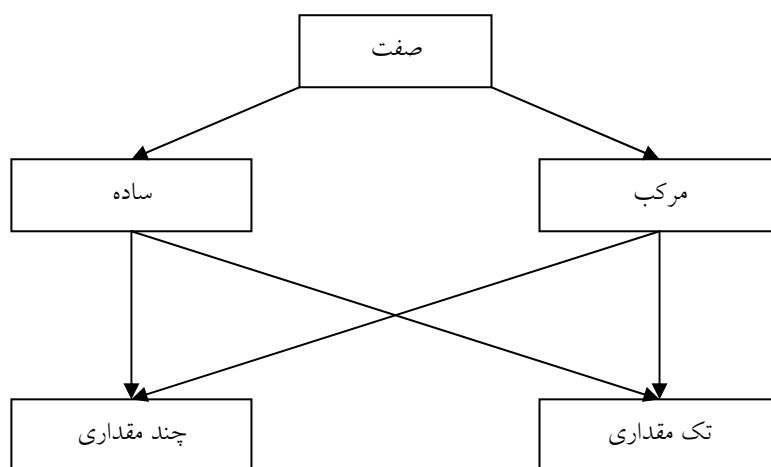 صفت
مرکب
ساده
تک مقداری
چند مقداری